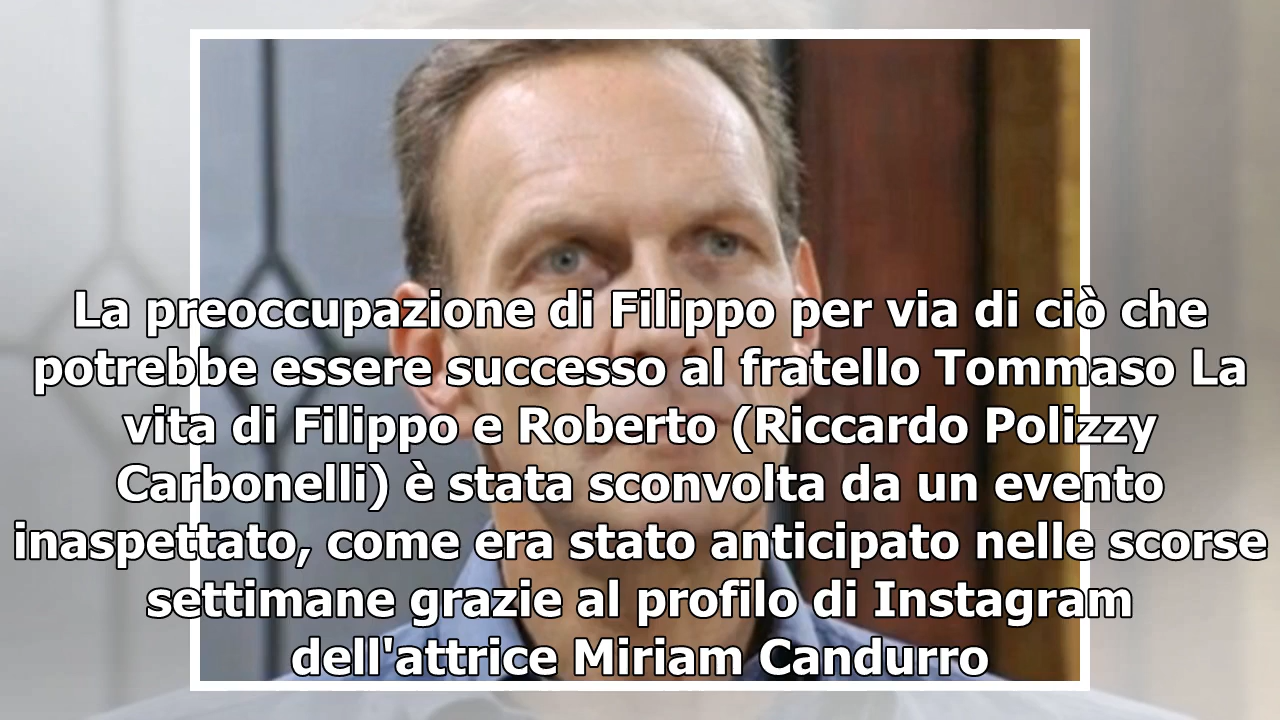 La preoccupazione di Filippo per via di ciò che
potrebbe essere successo al fratello Tommaso La
vita di Filippo e Roberto (Riccardo Polizzy
Carbonelli) è stata sconvolta da un evento
inaspettato, come era stato anticipato nelle scorse
settimane grazie al profilo di Instagram
dell'attrice Miriam Candurro